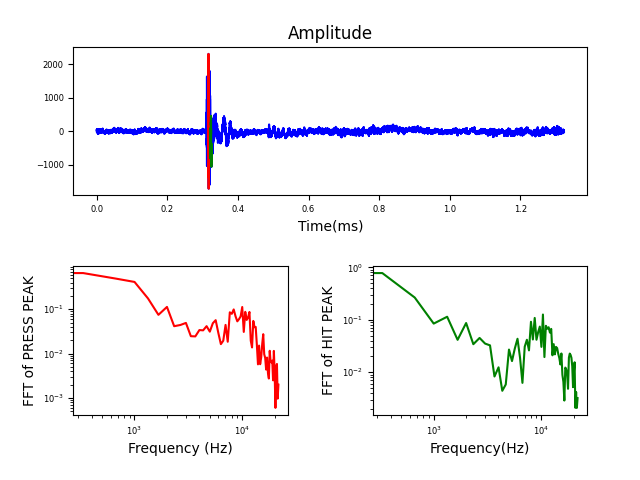 Amplitude
2000
1000
0
−1000
0.0 0.2 0.4 0.6 0.8 1.0 1.2
Time(ms)
FFT of PRESS PEAK
10⁻¹
10⁻²
10⁻³
10³ 10⁴
Frequency (Hz)
FFT of HIT PEAK
10⁰
10⁻¹
10⁻²
10³ 10⁴
Frequency(Hz)